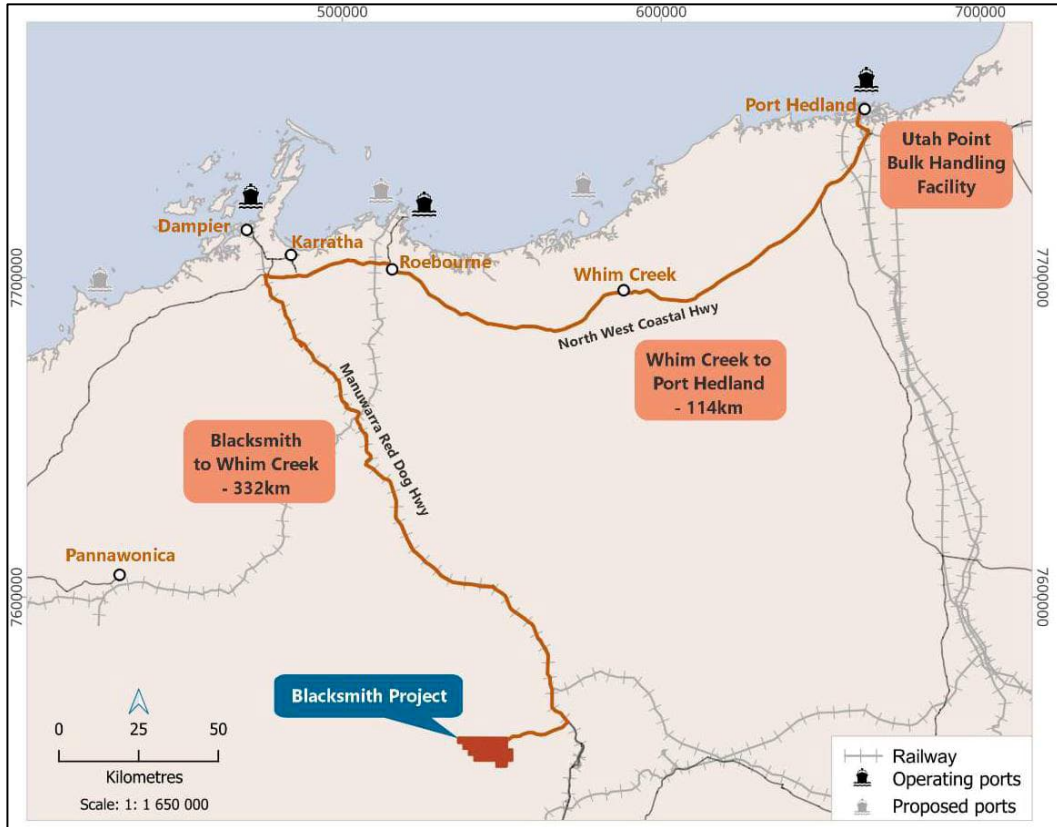 500000
600000
700000
Port Hedland
Utah Point
Bulk Handling
Facility
Dampier
Karratha
Roebourne
Whim Creek
7700000
7700000
North West Coastal Hwy
Whim Creek to
Port Hedland
- 114km
Manuwarra Red Dog Hwy
Blacksmith
to Whim Creek
- 332km
Pannawonica
7600000
7600000
Blacksmith Project
0
25
50
Kilometres
Scale: 1: 1 650 000
Railway
Operating ports
Proposed ports